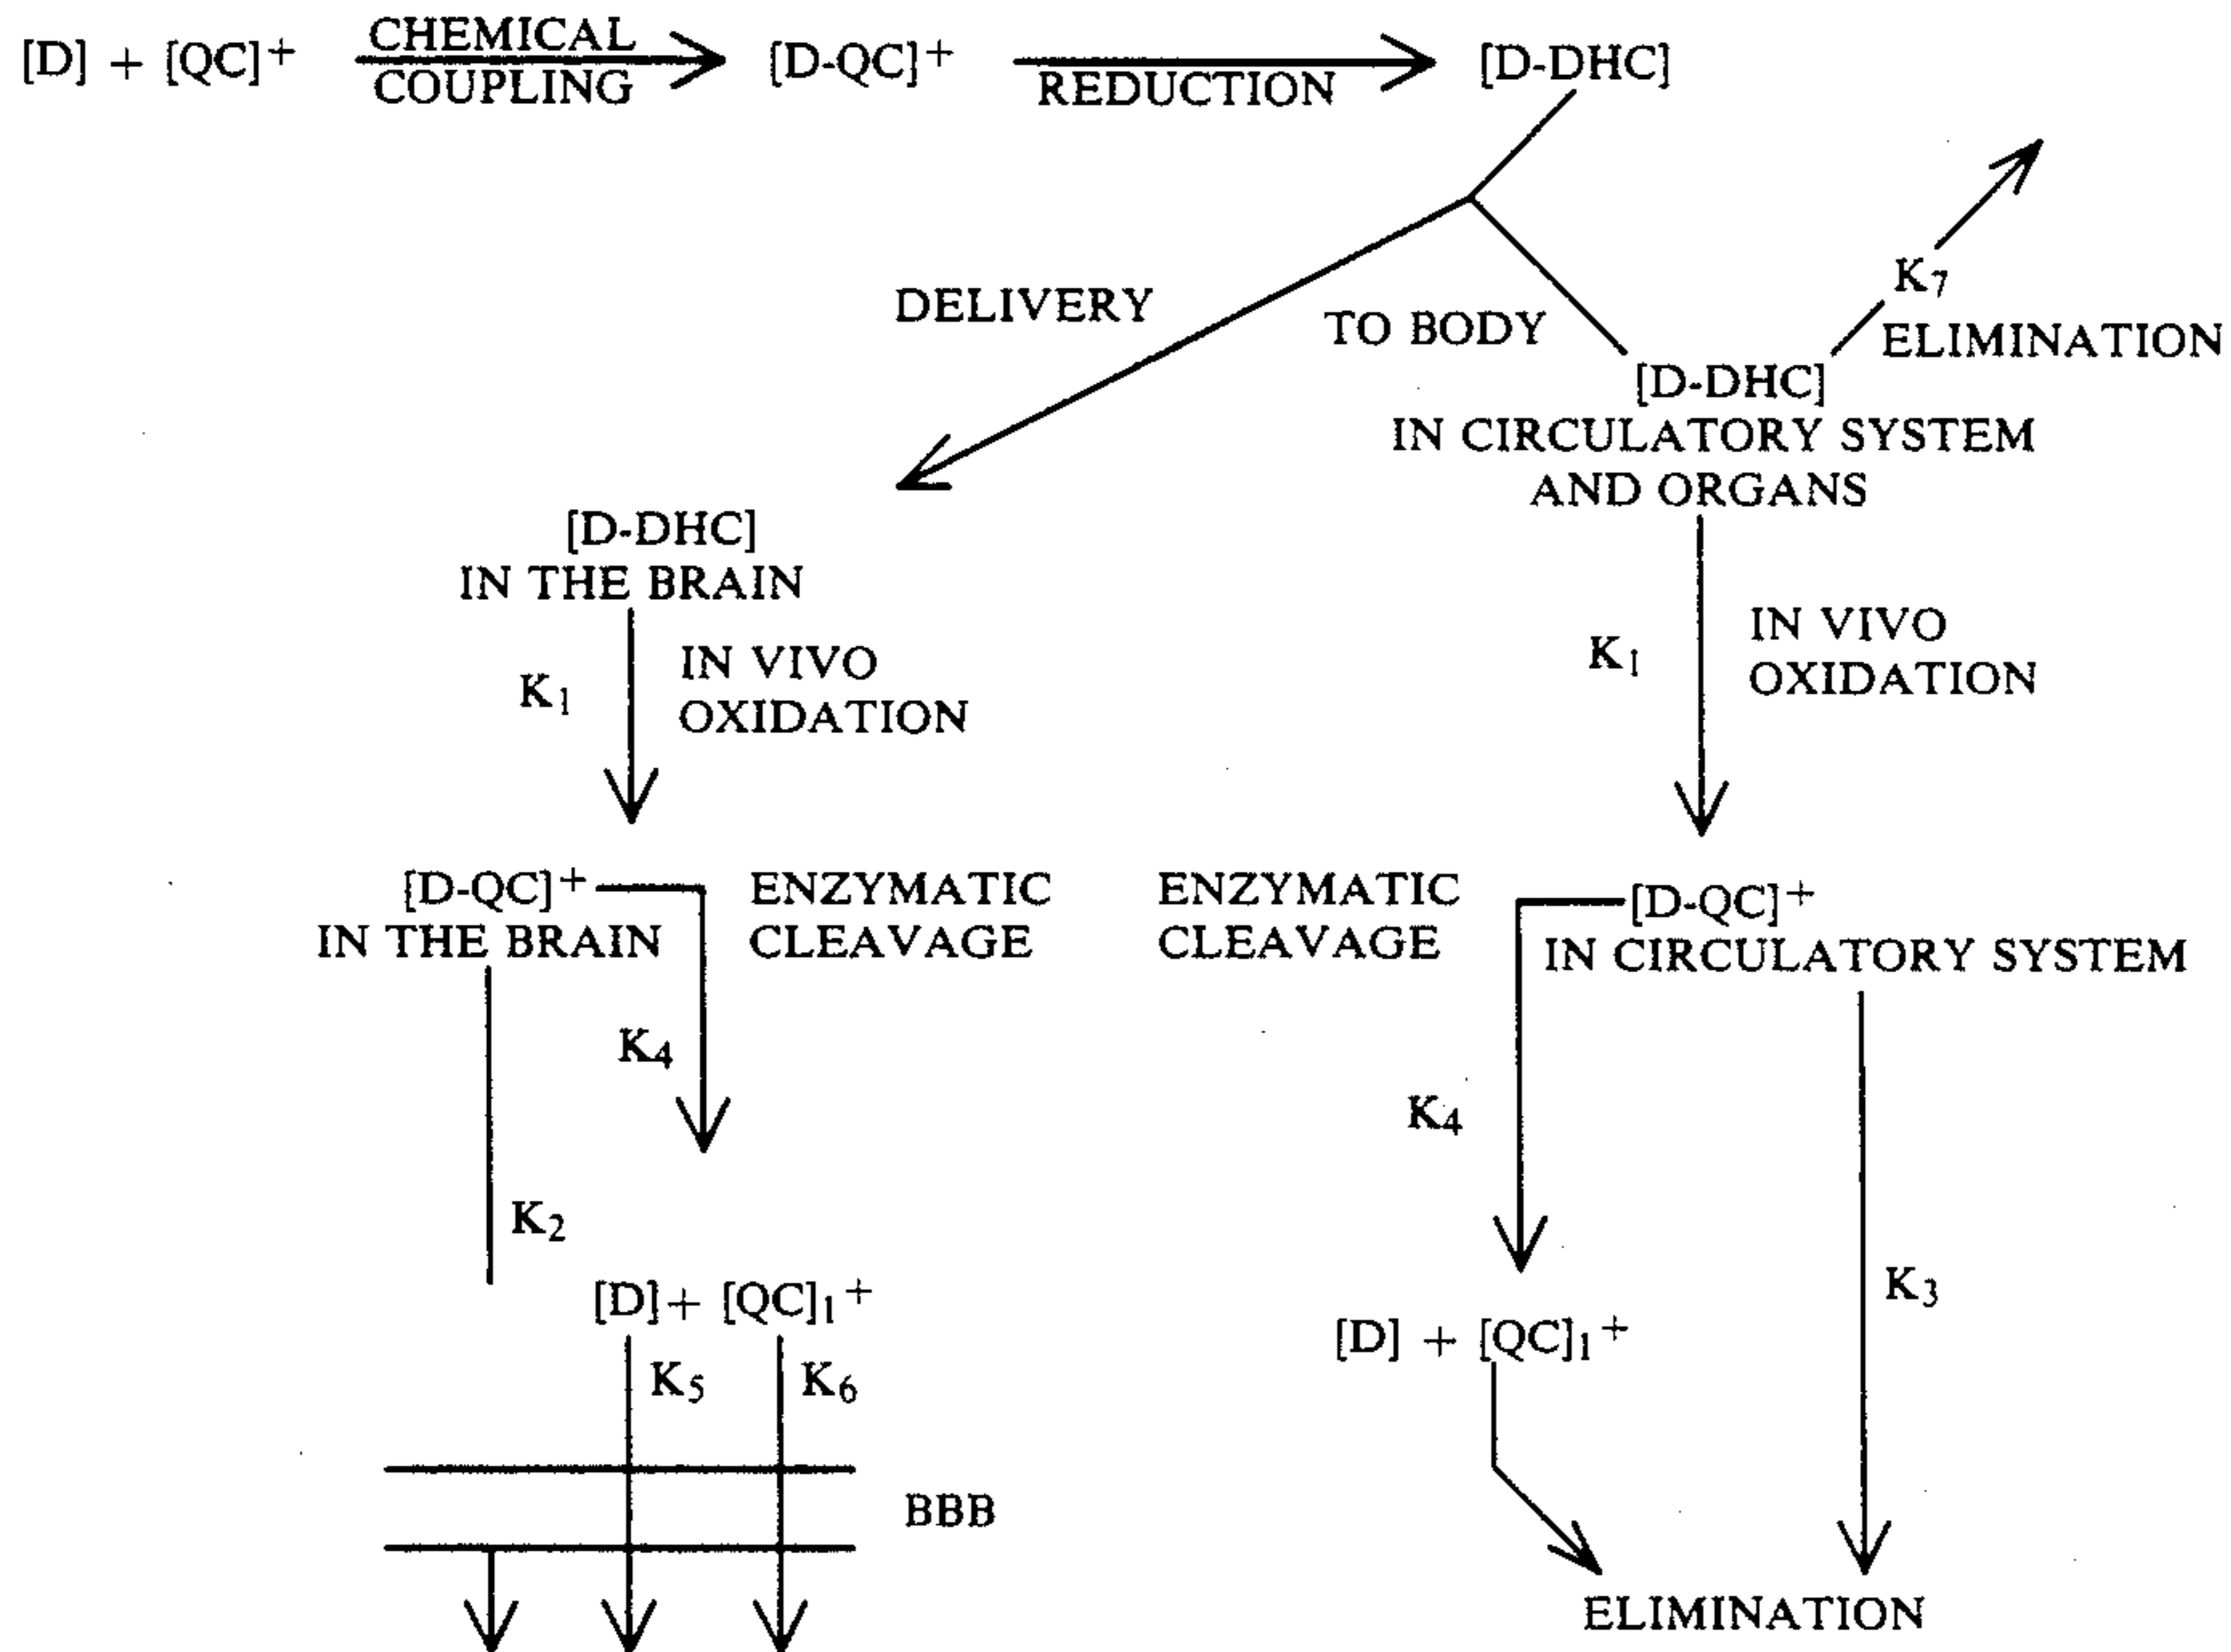 [D] + [QC]+ CHEMICAL COUPLING [D-QC]+ REDUCTION [D-DHC]
DELIVERY
TO BODY
K7
ELIMINATION
[D-DHC]
IN CIRCULATORY SYSTEM
AND ORGANS
[D-DHC]
IN THE BRAIN
K1
IN VIVO
OXIDATION
K1
IN VIVO
OXIDATION
[D-QC]+
IN THE BRAIN
ENZYMATIC
CLEAVAGE
ENZYMATIC
CLEAVAGE
[D-QC]+
IN CIRCULATORY SYSTEM
K4
K2
K4
K3
[D]+ [QC]1+
K5
K6
[D] + [QC]1+
BBB
ELIMINATION